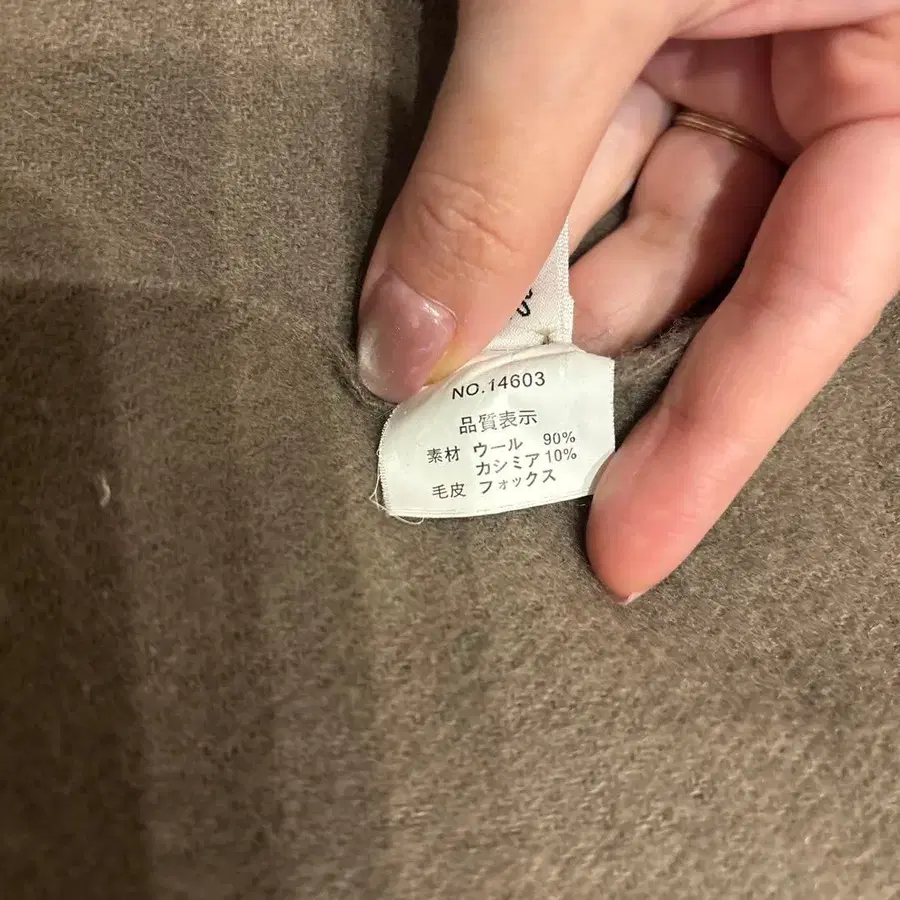 NO.14603
品質表示
素材 ウール 90%
カシミア 10%
毛皮 フォックス